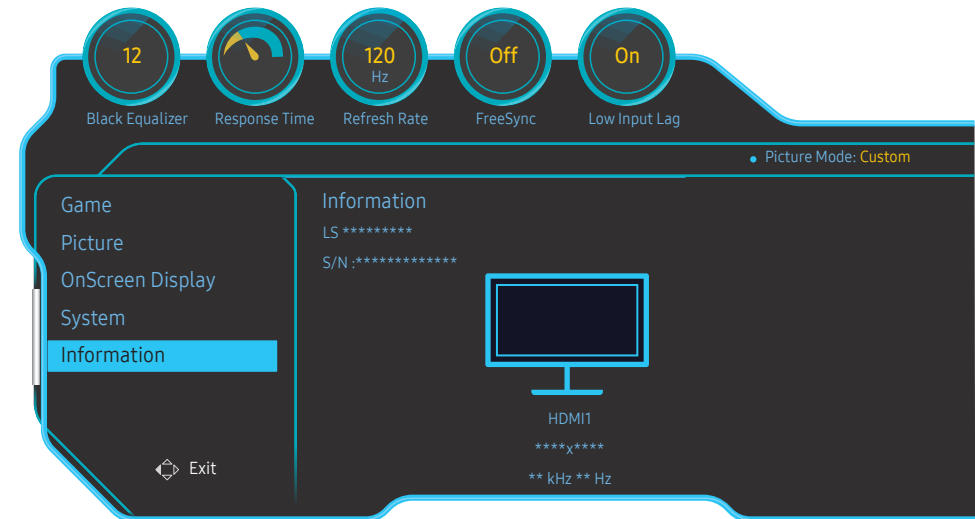 12
120
Hz
Off
On
Black Equalizer
Response Time
Refresh Rate
FreeSync
Low Input Lag
Picture Mode: Custom
Game
Picture
OnScreen Display
System
Information
Exit
Information
LS *********
S/N :*************
HDMI1
****x****
** kHz ** Hz